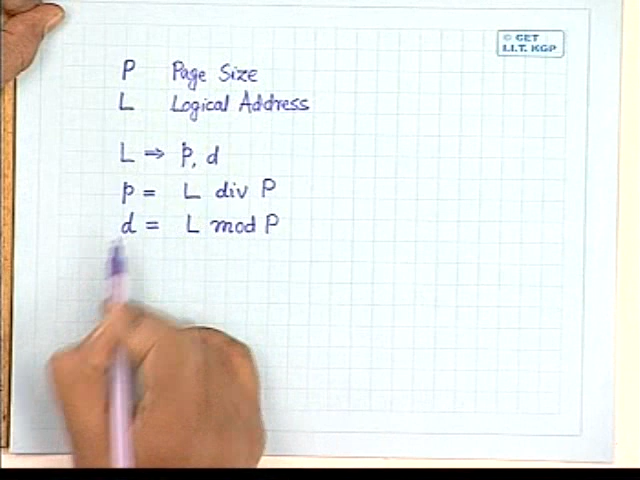 © CET
I.I.T. KGP
P Page Size
L Logical Address
L ⇒ p, d
p = L div P
d = L mod P